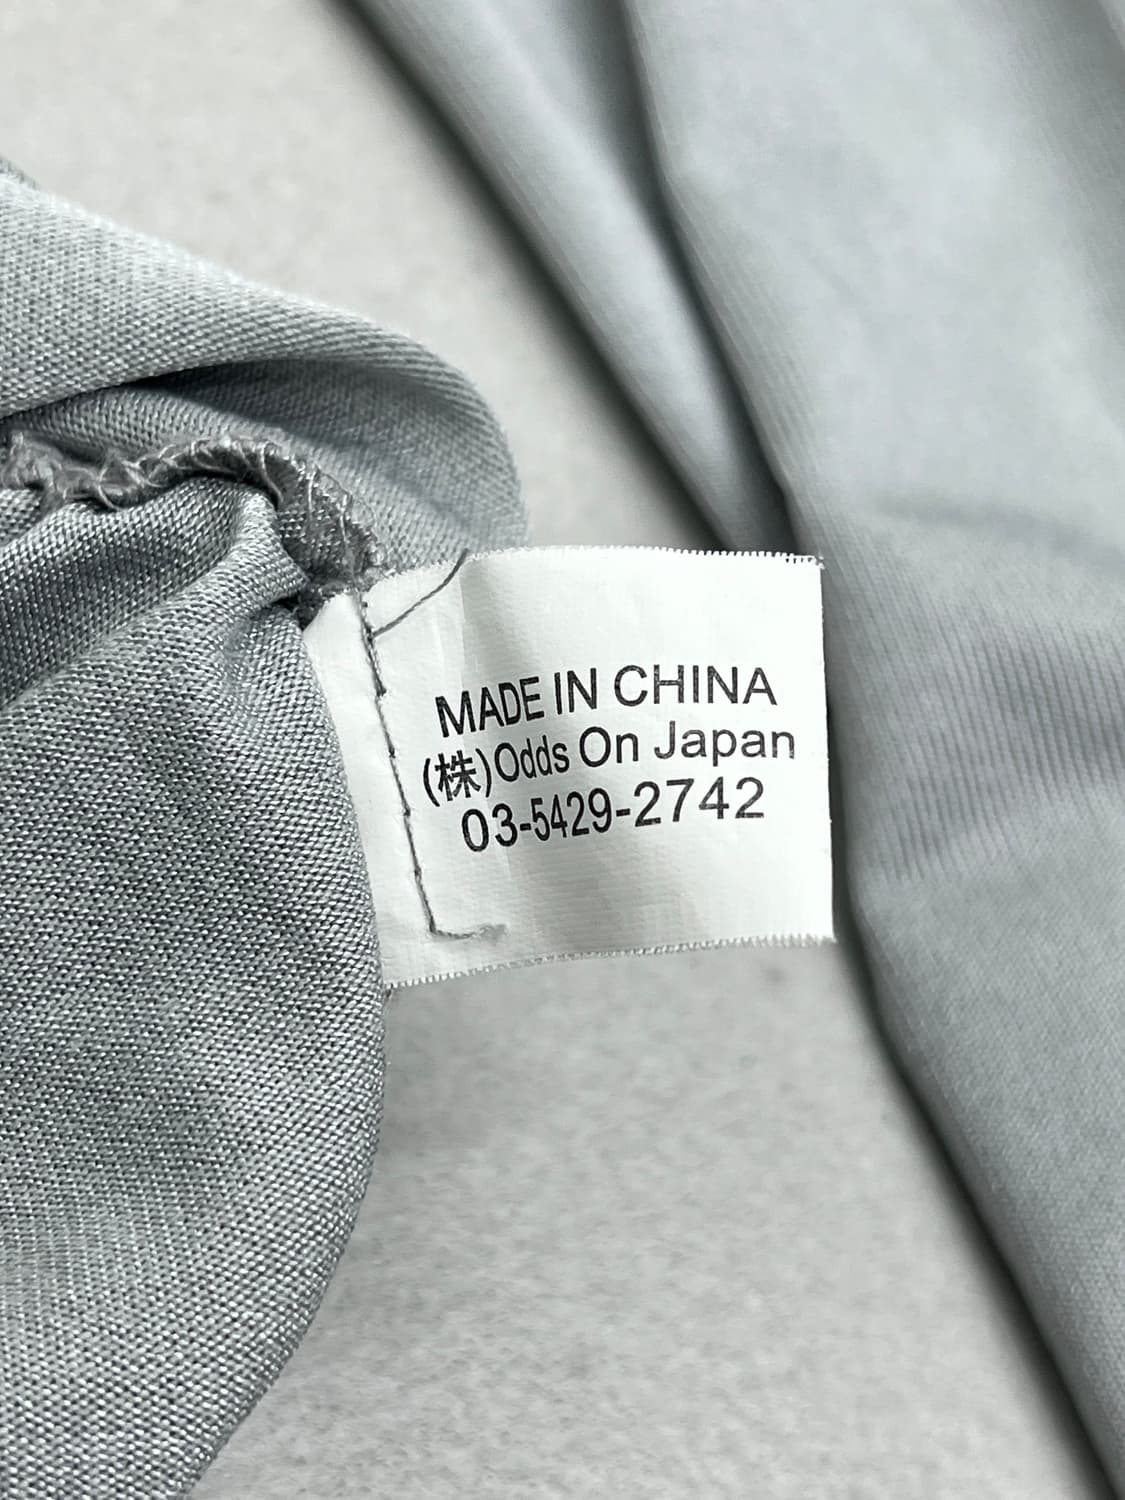 MADE IN CHINA
(株)Odds On Japan
03-5429-2742